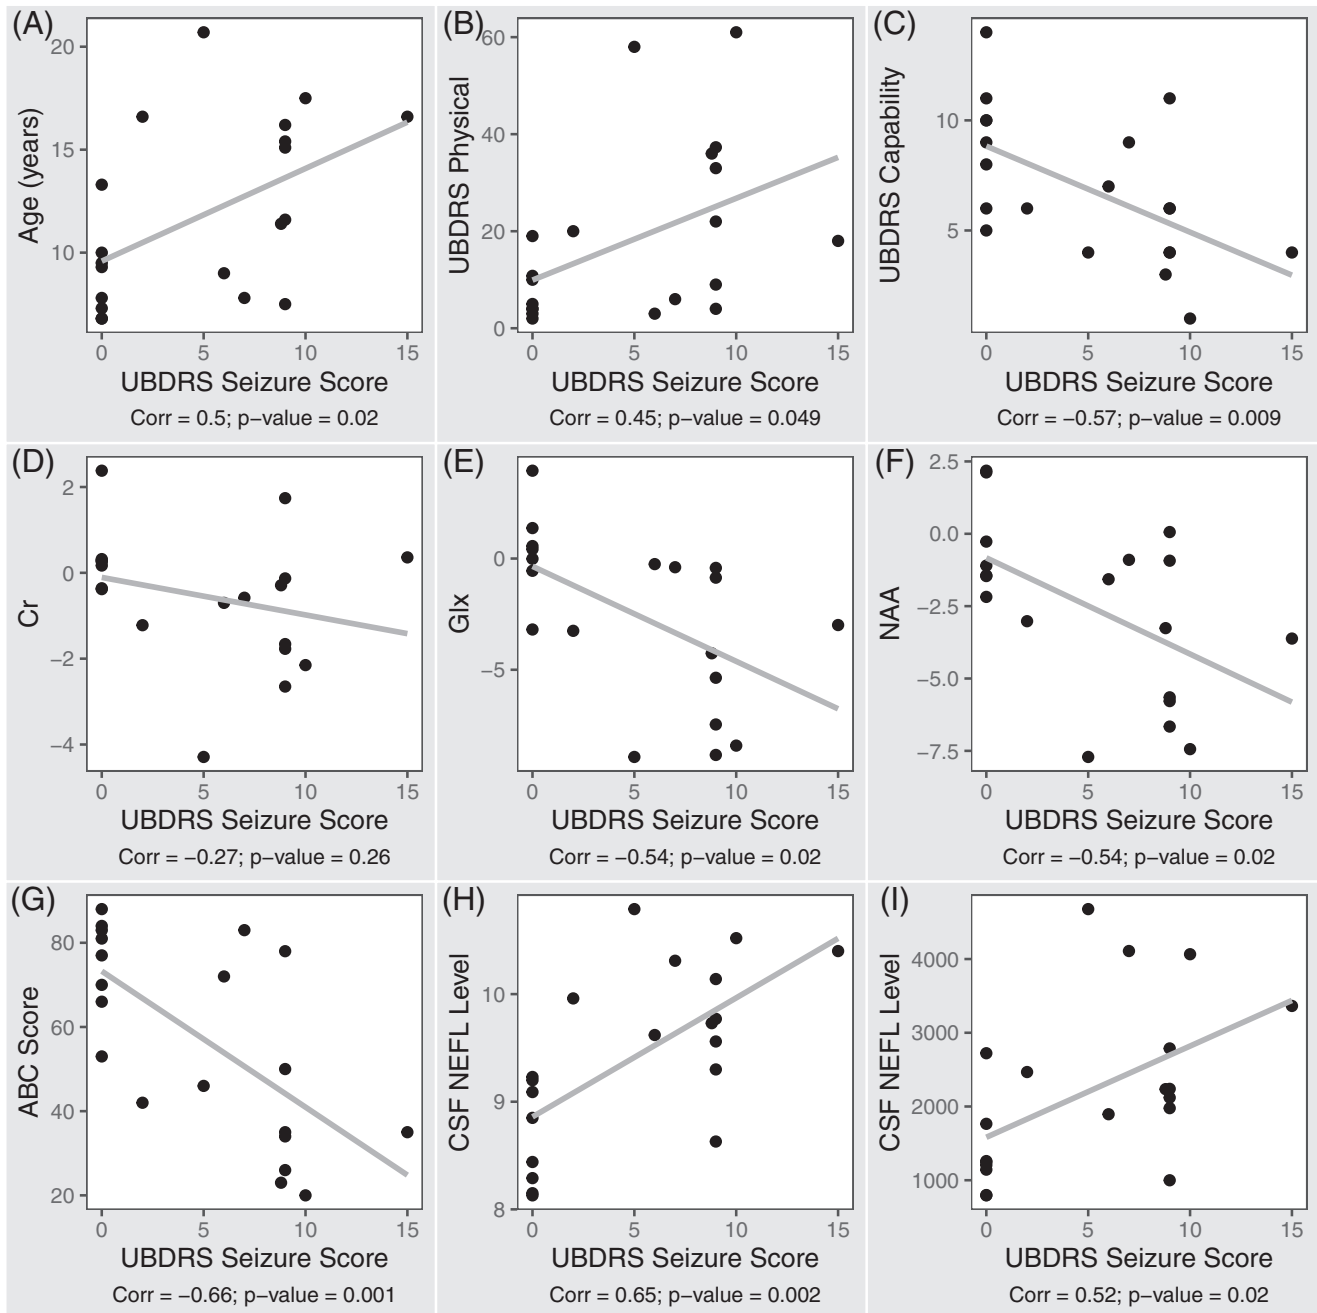 (A)
Age (years)
20
15
10
0 5 10 15
UBDRS Seizure Score
Corr = 0.5; p−value = 0.02
(B)
UBDRS Physical
60
40
20
0
0 5 10 15
UBDRS Seizure Score
Corr = 0.45; p−value = 0.049
(C)
UBDRS Capability
10
5
0 5 10 15
UBDRS Seizure Score
Corr = −0.57; p−value = 0.009
(D)
Cr
2
0
−2
−4
0 5 10 15
UBDRS Seizure Score
Corr = −0.27; p−value = 0.26
(E)
Glx
0
−5
0 5 10 15
UBDRS Seizure Score
Corr = −0.54; p−value = 0.02
(F)
NAA
2.5
0.0
−2.5
−5.0
−7.5
0 5 10 15
UBDRS Seizure Score
Corr = −0.54; p−value = 0.02
(G)
ABC Score
80
60
40
20
0 5 10 15
UBDRS Seizure Score
Corr = −0.66; p−value = 0.001
(H)
CSF NEFL Level
10
9
8
0 5 10 15
UBDRS Seizure Score
Corr = 0.65; p−value = 0.002
(I)
CSF NEFL Level
4000
3000
2000
1000
0 5 10 15
UBDRS Seizure Score
Corr = 0.52; p−value = 0.02